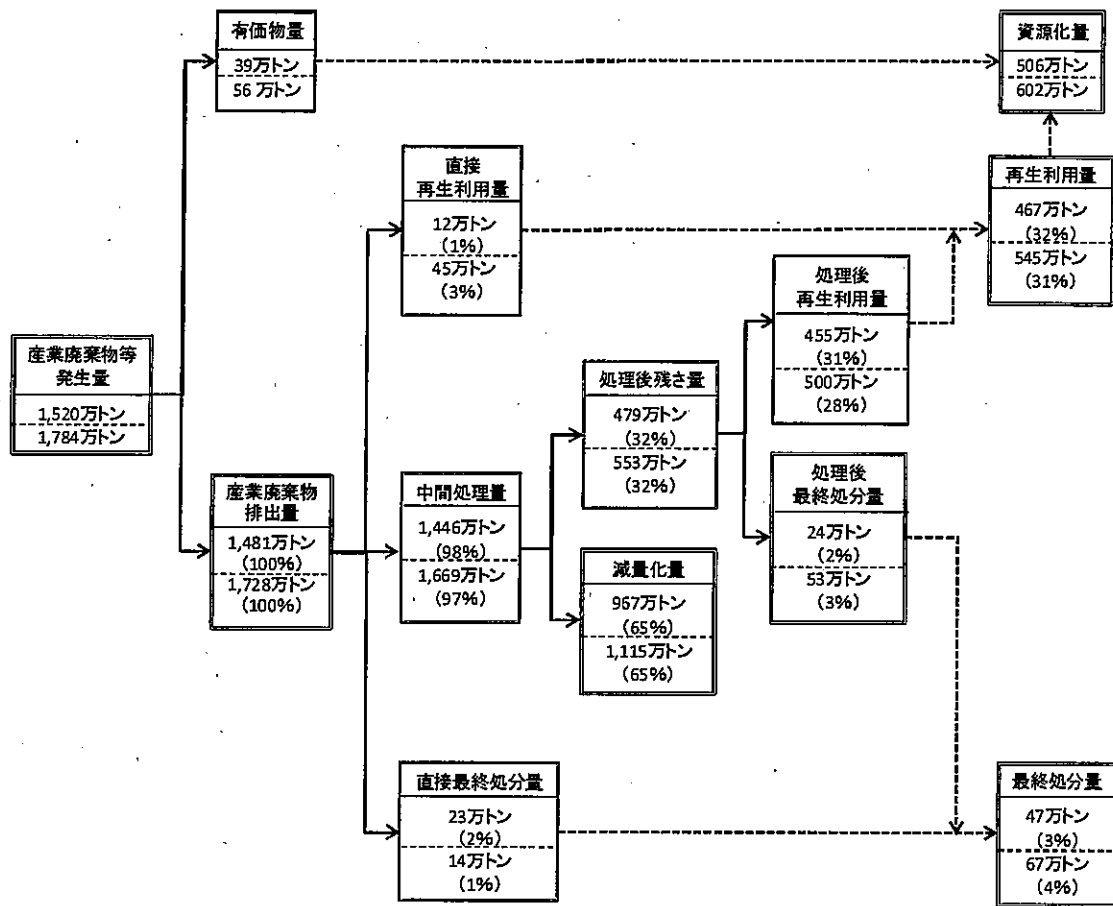 有価物量
39万トン
56 万トン
資源化量
506万トン
602万トン
直接
再生利用量
12万トン
(1%)
45万トン
(3%)
再生利用量
467万トン
(32%)
545万トン
(31%)
処理後
再生利用量
455万トン
(31%)
500万トン
(28%)
産業廃棄物等
発生量
1,520万トン
1,784万トン
処理後残さ量
479万トン
(32%)
553万トン
(32%)
産業廃棄物
排出量
1,481万トン
(100%)
1,728万トン
(100%)
中間処理量
1,446万トン
(98%)
1,669万トン
(97%)
処理後
最終処分量
24万トン
(2%)
53万トン
(3%)
減量化量
967万トン
(65%)
1,115万トン
(65%)
直接最終処分量
23万トン
(2%)
14万トン
(1%)
最終処分量
47万トン
(3%)
67万トン
(4%)